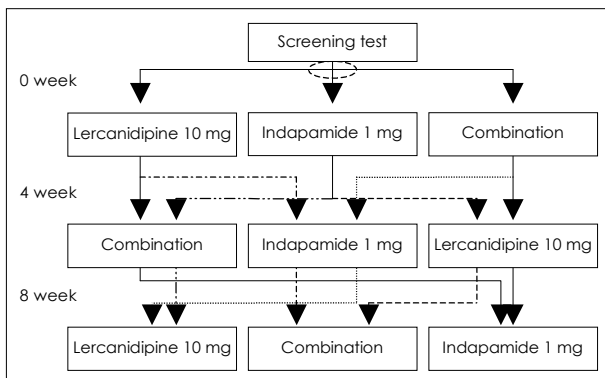 Screening test
0 week
Lercanidipine 10 mg Indapamide 1 mg Combination
4 week
Combination Indapamide 1 mg Lercanidipine 10 mg
8 week
Lercanidipine 10 mg Combination Indapamide 1 mg